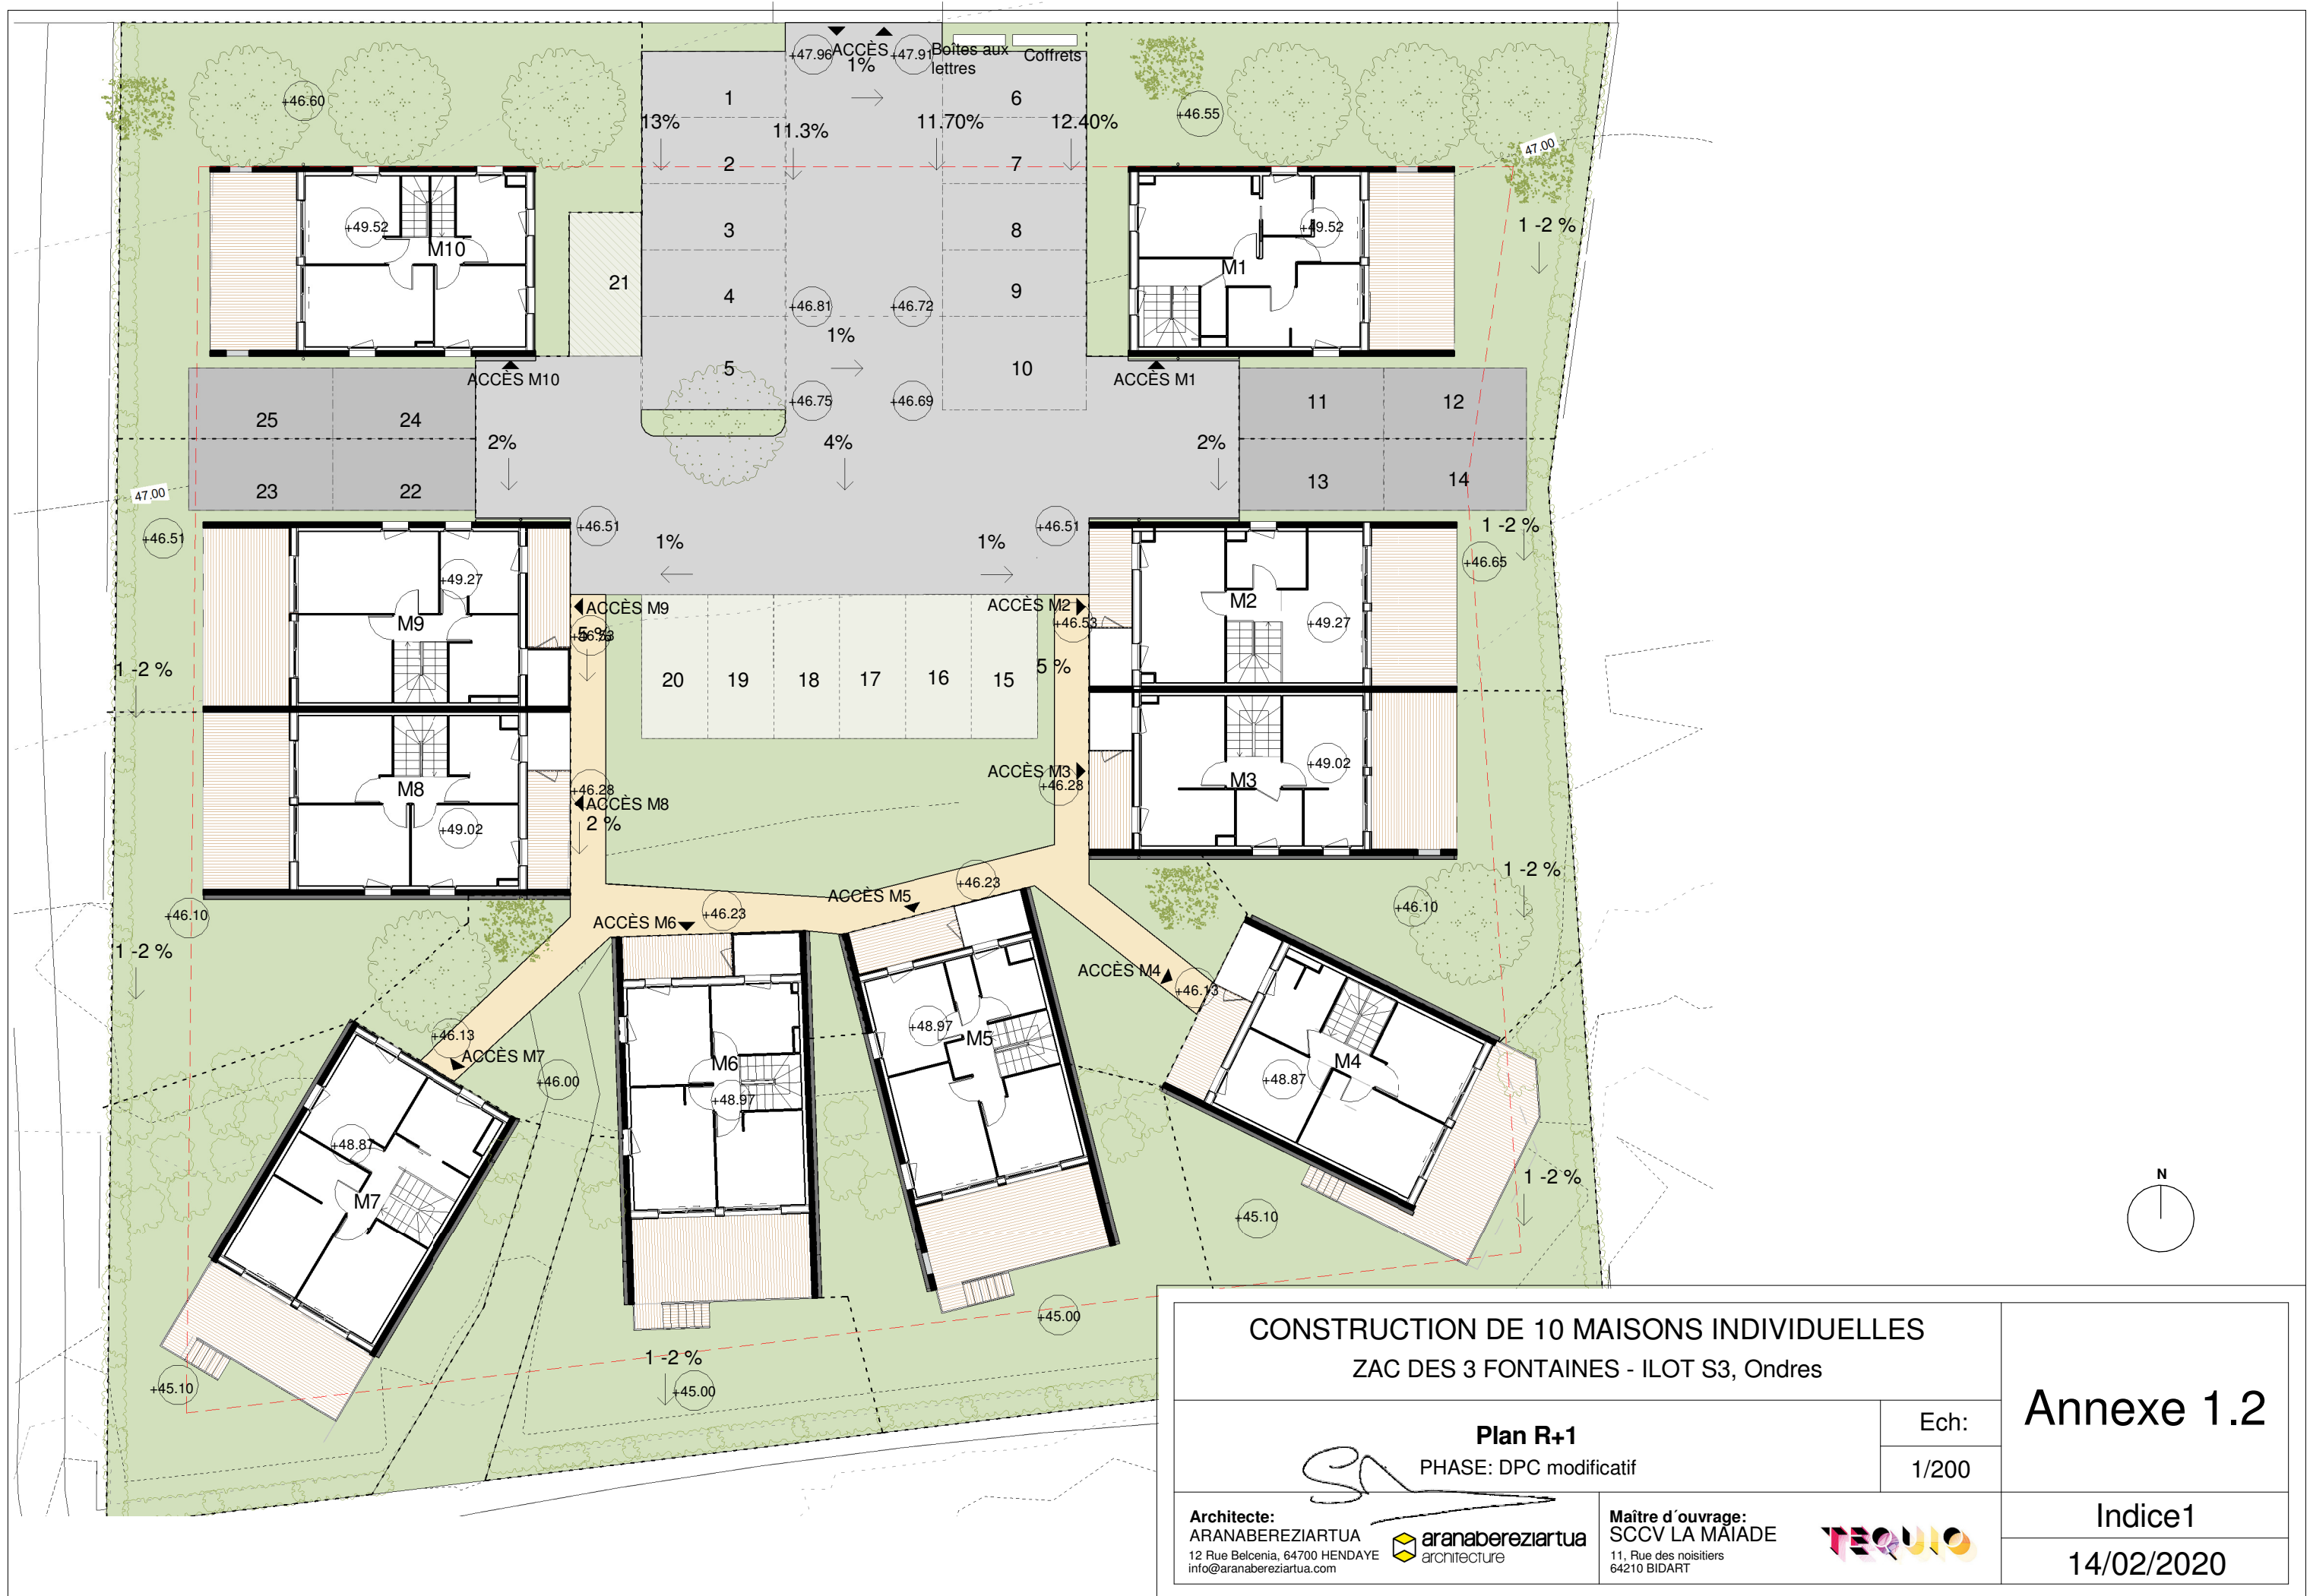 +47.96
ACCÈS
1%
+47.91
Boîtes aux
lettres
Coffrets
1
6
+46.60
+46.55
13%
11.3%
11.70%
12.40%
2
7
47.00
+49.52
M10
3
8
+49.52
M1
1 -2 %
21
4
9
+46.81
+46.72
1%
5
10
ACCÈS M10
ACCÈS M1
+46.75
+46.69
25
24
11
12
2%
4%
2%
23
22
13
14
47.00
+46.51
+46.51
+46.51
1 -2 %
+46.65
1%
1%
+49.27
M9
ACCÈS M9
5 %
ACCÈS M2
+46.53
M2
+49.27
1 -2 %
20
19
18
17
16
15
5 %
M8
+49.02
+46.28
ACCÈS M8
2 %
ACCÈS M3
+46.28
M3
+49.02
+46.10
1 -2 %
ACCÈS M6
+46.23
ACCÈS M5
+46.23
1 -2 %
+46.10
ACCÈS M4
+46.13
+46.13
ACCÈS M7
+46.00
M6
+48.97
+48.97
M5
M4
+48.87
+48.87
M7
1 -2 %
+45.10
+45.00
1 -2 %
+45.10
+45.00
N
CONSTRUCTION DE 10 MAISONS INDIVIDUELLES
ZAC DES 3 FONTAINES - ILOT S3, Ondres
Annexe 1.2
Plan R+1
PHASE: DPC modificatif
Ech:
1/200
Architecte:
ARANABEREZIARTUA
12 Rue Belcenia, 64700 HENDAYE
info@aranabereziartua.com
aranabereziartua
architecture
Maître d´ouvrage:
SCCV LA MAIADE
11, Rue des noisitiers
64210 BIDART
TEQUIO
Indice1
14/02/2020